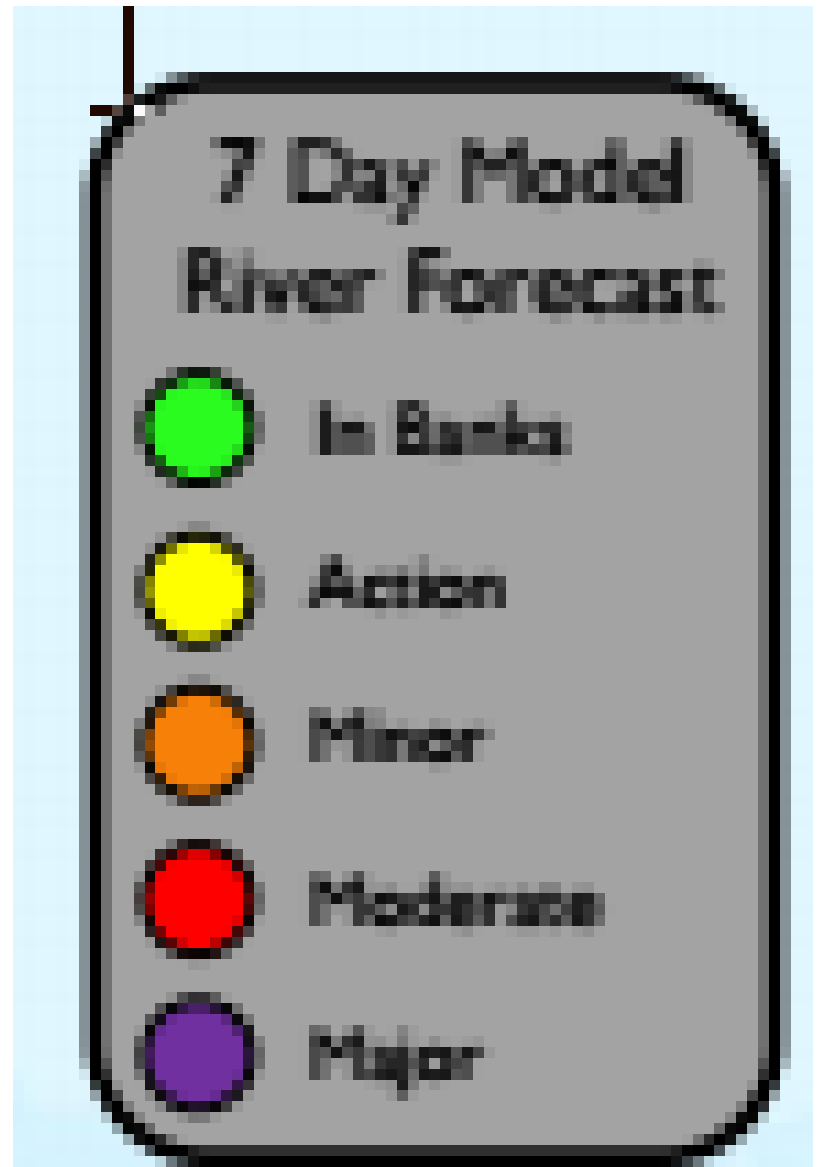 7 Day Model
River Forecast
In Banks
Action
Minor
Moderate
Major